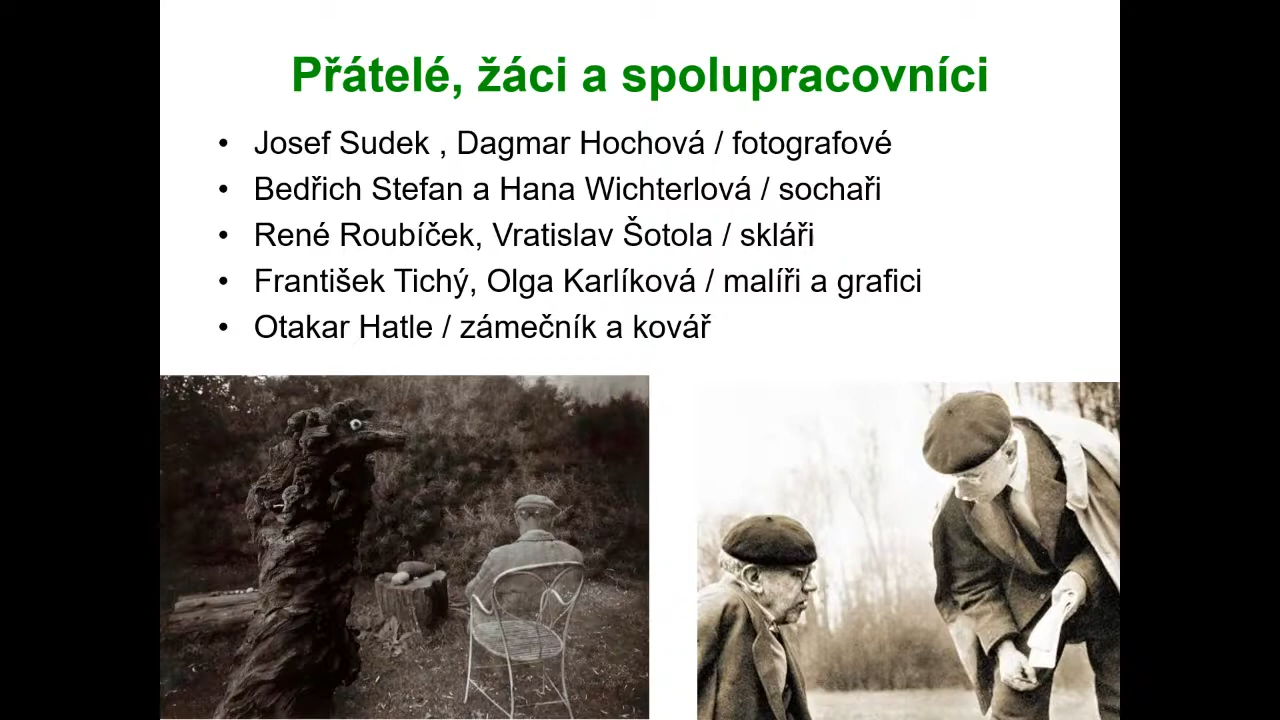 Přátelé, žáci a spolupracovníci
• Josef Sudek , Dagmar Hochová / fotografové
• Bedřich Stefan a Hana Wichterlová / sochaři
• René Roubíček, Vratislav Šotola / skláři
• František Tichý, Olga Karlíková / malíři a grafici
• Otakar Hatle / zámečník a kovář